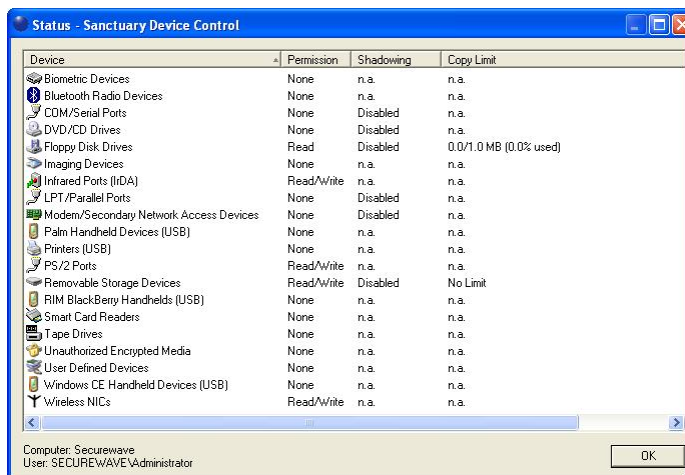 Status - Sanctuary Device Control
Device Permission Shadowing Copy Limit
Biometric Devices None n.a. n.a.
Bluetooth Radio Devices None n.a. n.a.
COM/Serial Ports None Disabled n.a.
DVD/CD Drives None Disabled n.a.
Floppy Disk Drives Read Disabled 0.0/1.0 MB (0.0% used)
Imaging Devices None n.a. n.a.
Infrared Ports (IrDA) Read/Write n.a. n.a.
LPT/Parallel Ports None Disabled n.a.
Modem/Secondary Network Access Devices None Disabled n.a.
Palm Handheld Devices (USB) None n.a. n.a.
Printers (USB) None n.a. n.a.
PS/2 Ports Read/Write n.a. n.a.
Removable Storage Devices Read/Write Disabled No Limit
RIM BlackBerry Handhelds (USB) None n.a. n.a.
Smart Card Readers None n.a. n.a.
Tape Drives None n.a. n.a.
Unauthorized Encrypted Media None n.a. n.a.
User Defined Devices None n.a. n.a.
Windows CE Handheld Devices (USB) None n.a. n.a.
Wireless NICs Read/Write n.a. n.a.
Computer: Securewave
User: SECUREWAVE\Administrator
OK